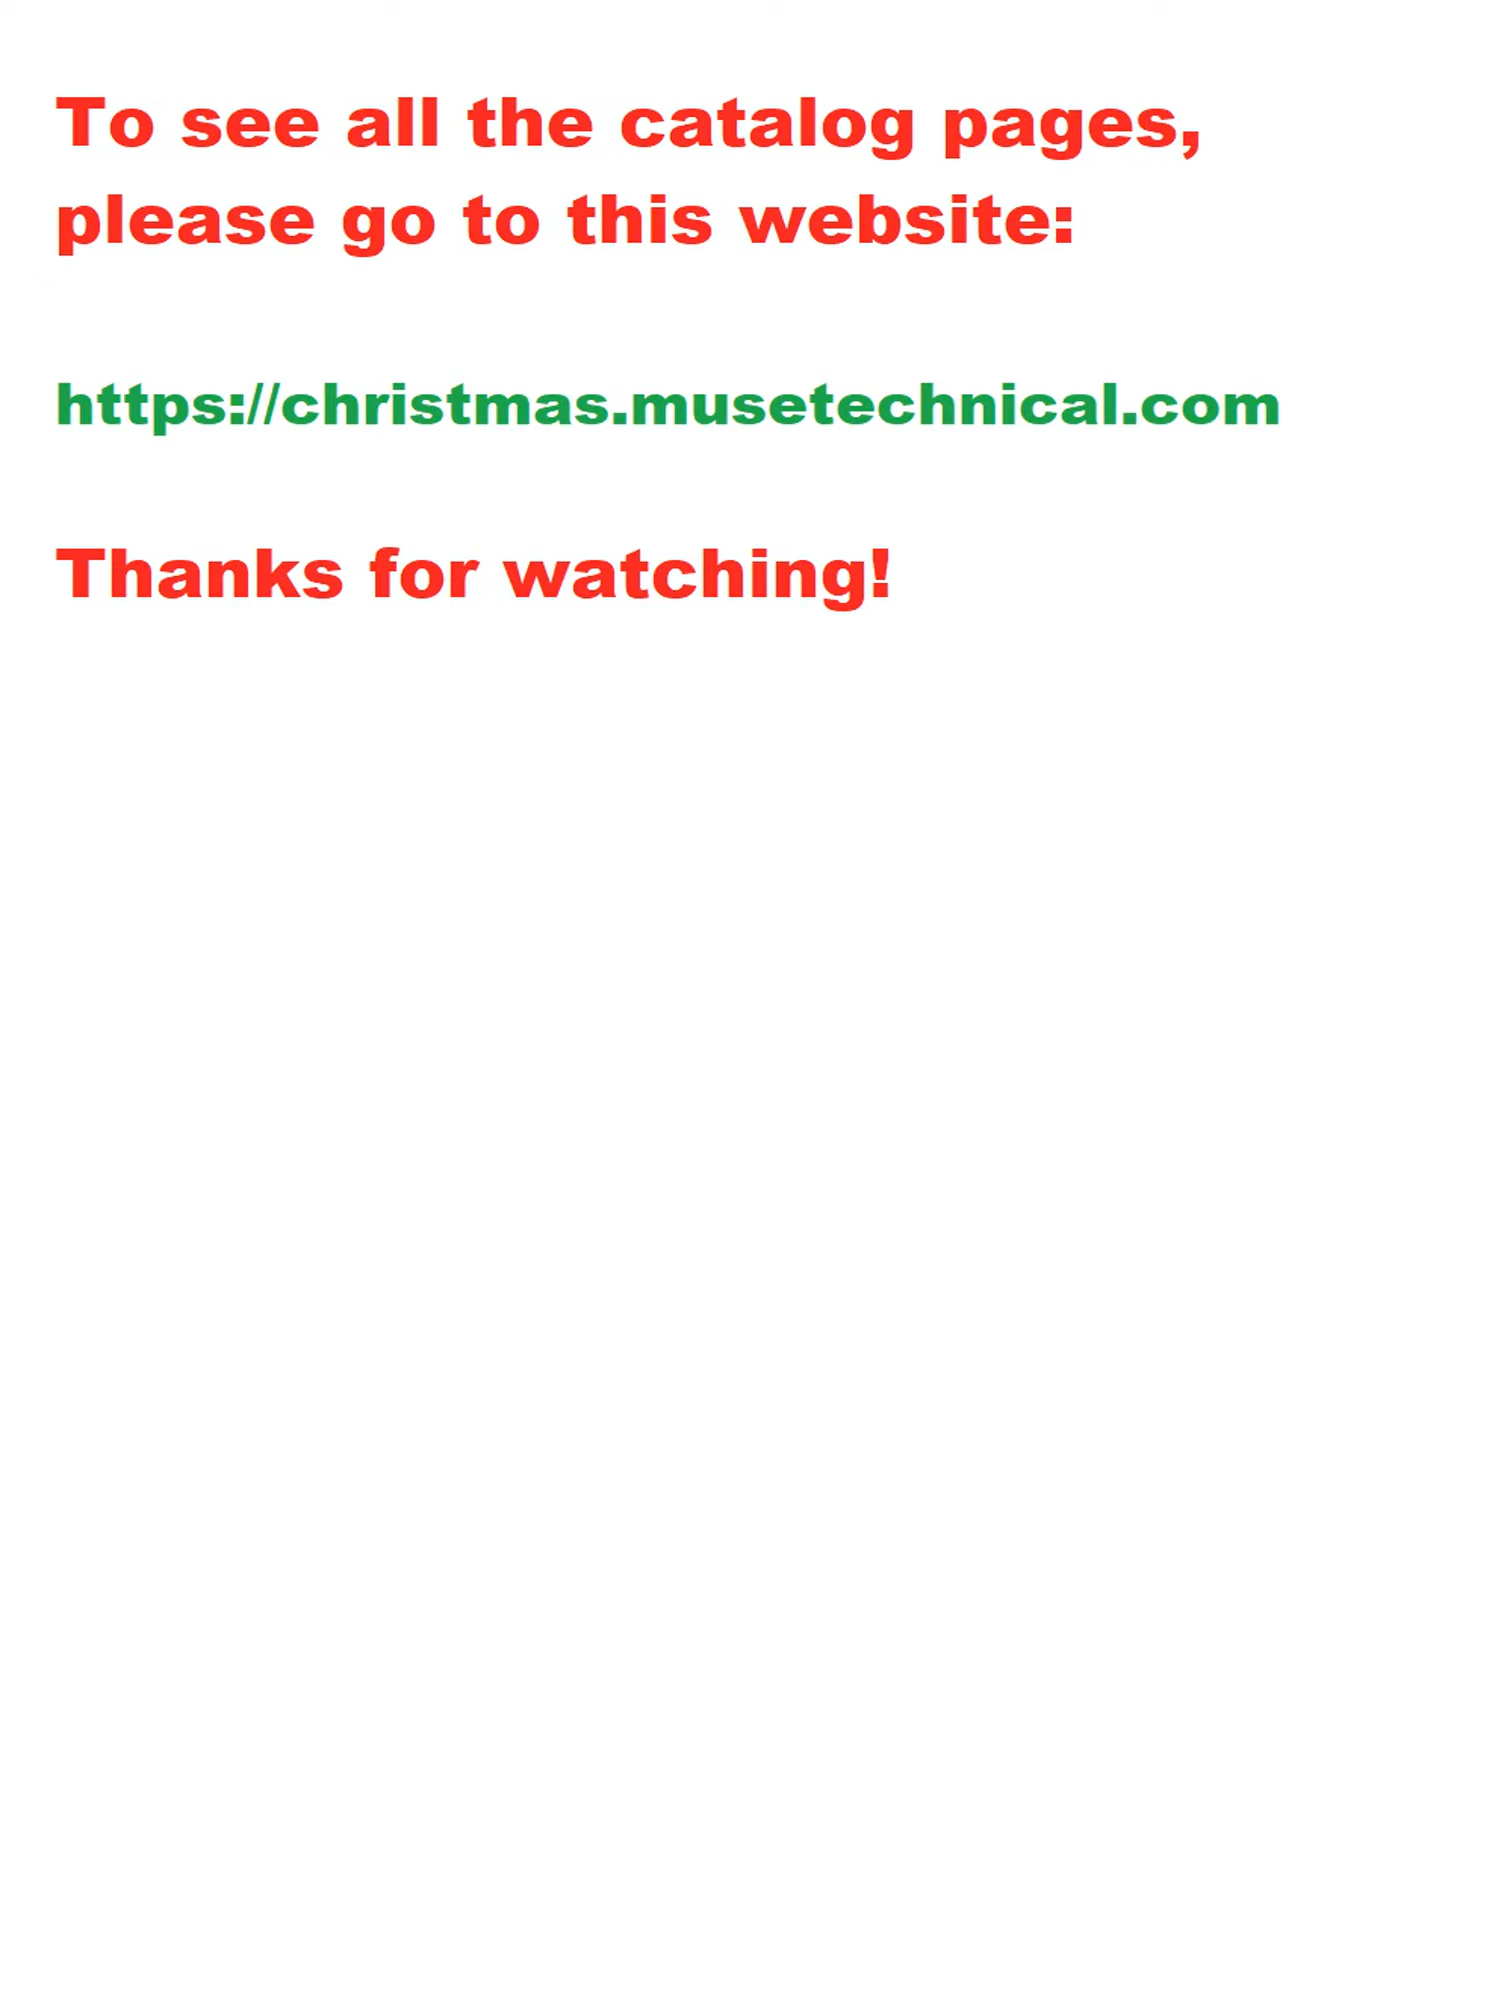 To see all the catalog pages,
please go to this website:
https://christmas.musetechnical.com
Thanks for watching!